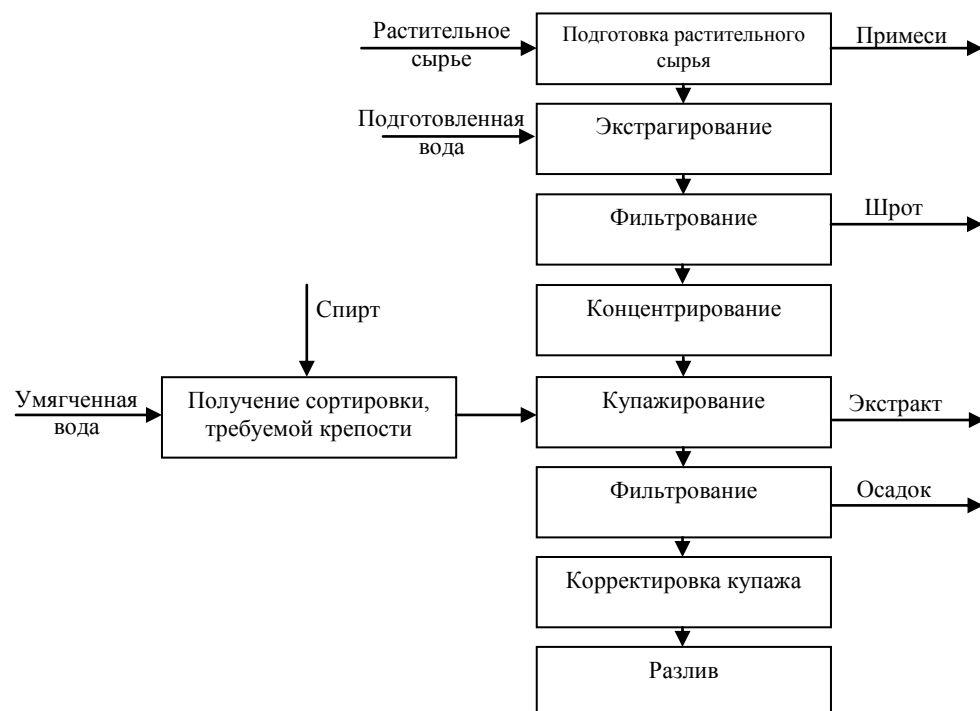 Растительное
сырье
Подготовка растительного
сырья
Примеси
Подготовленная
вода
Экстрагирование
Фильтрование
Шрот
Спирт
Концентрирование
Умягченная
вода
Получение сортировки,
требуемой крепости
Купажирование
Экстракт
Фильтрование
Осадок
Корректировка купажа
Разлив